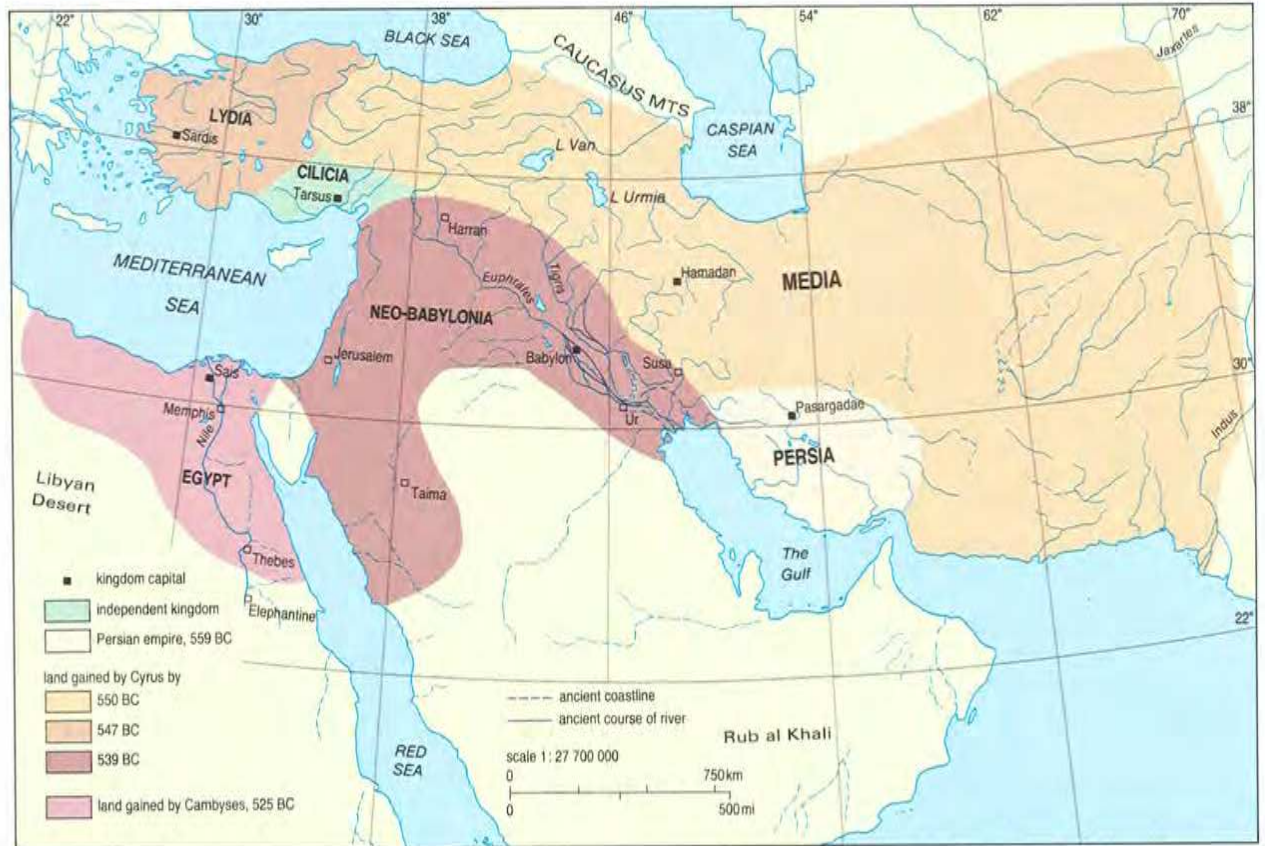 22°
30°
38°
46°
54°
62°
70°
BLACK SEA
CAUCASUS MTS
Jaxartes
38°
LYDIA
Sardis
CASPIAN
SEA
L Van
CILICIA
Tarsus
L Urmia
Harran
MEDITERRANEAN
SEA
Euphrates
Tigris
Hamadan
MEDIA
NEO-BABYLONIA
Jerusalem
Babylon
Susa
30°
Sais
Memphis
Nile
Ur
Pasargadae
Indus
PERSIA
EGYPT
Libyan
Desert
Taima
Thebes
The
Gulf
Elephantine
22°
kingdom capital
independent kingdom
Persian empire, 559 BC
land gained by Cyrus by
550 BC
547 BC
539 BC
land gained by Cambyses, 525 BC
RED
SEA
ancient coastline
ancient course of river
scale 1: 27 700 000
0
750km
0
500mi
Rub al Khali